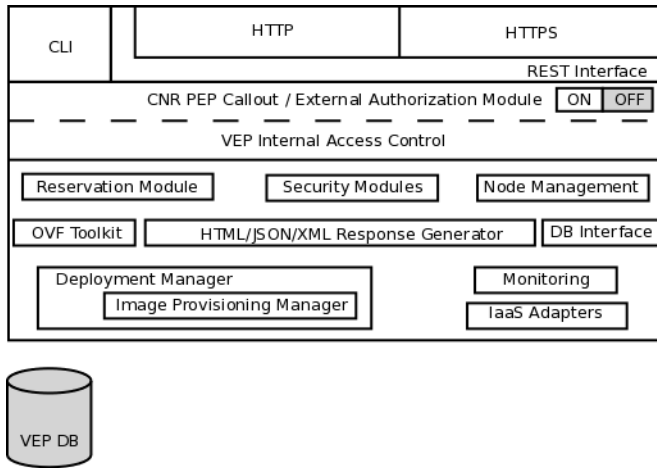 CLI
HTTP
HTTPS
REST Interface
CNR PEP Callout / External Authorization Module
ON
OFF
VEP Internal Access Control
Reservation Module
Security Modules
Node Management
OVF Toolkit
HTML/JSON/XML Response Generator
DB Interface
Deployment Manager
Image Provisioning Manager
Monitoring
IaaS Adapters
VEP DB